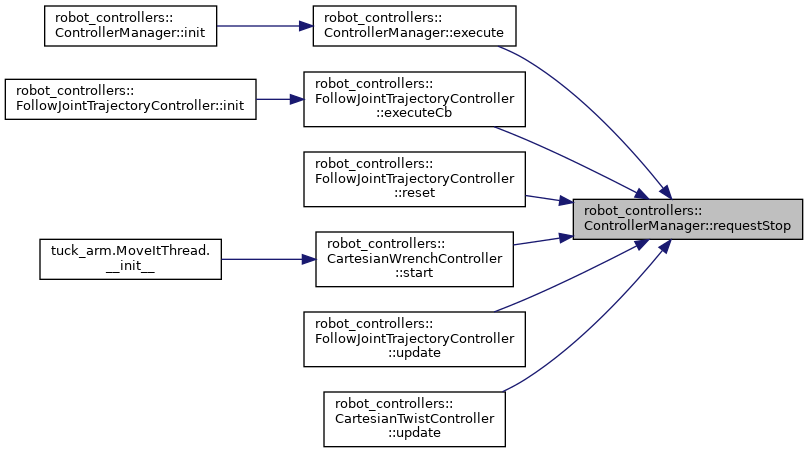 robot_controllers::
ControllerManager::init
robot_controllers::
ControllerManager::execute
robot_controllers::
FollowJointTrajectoryController::init
robot_controllers::
FollowJointTrajectoryController
::executeCb
robot_controllers::
FollowJointTrajectoryController
::reset
robot_controllers::
ControllerManager::requestStop
tuck_arm.MoveItThread.
__init__
robot_controllers::
CartesianWrenchController
::start
robot_controllers::
FollowJointTrajectoryController
::update
robot_controllers::
CartesianTwistController
::update